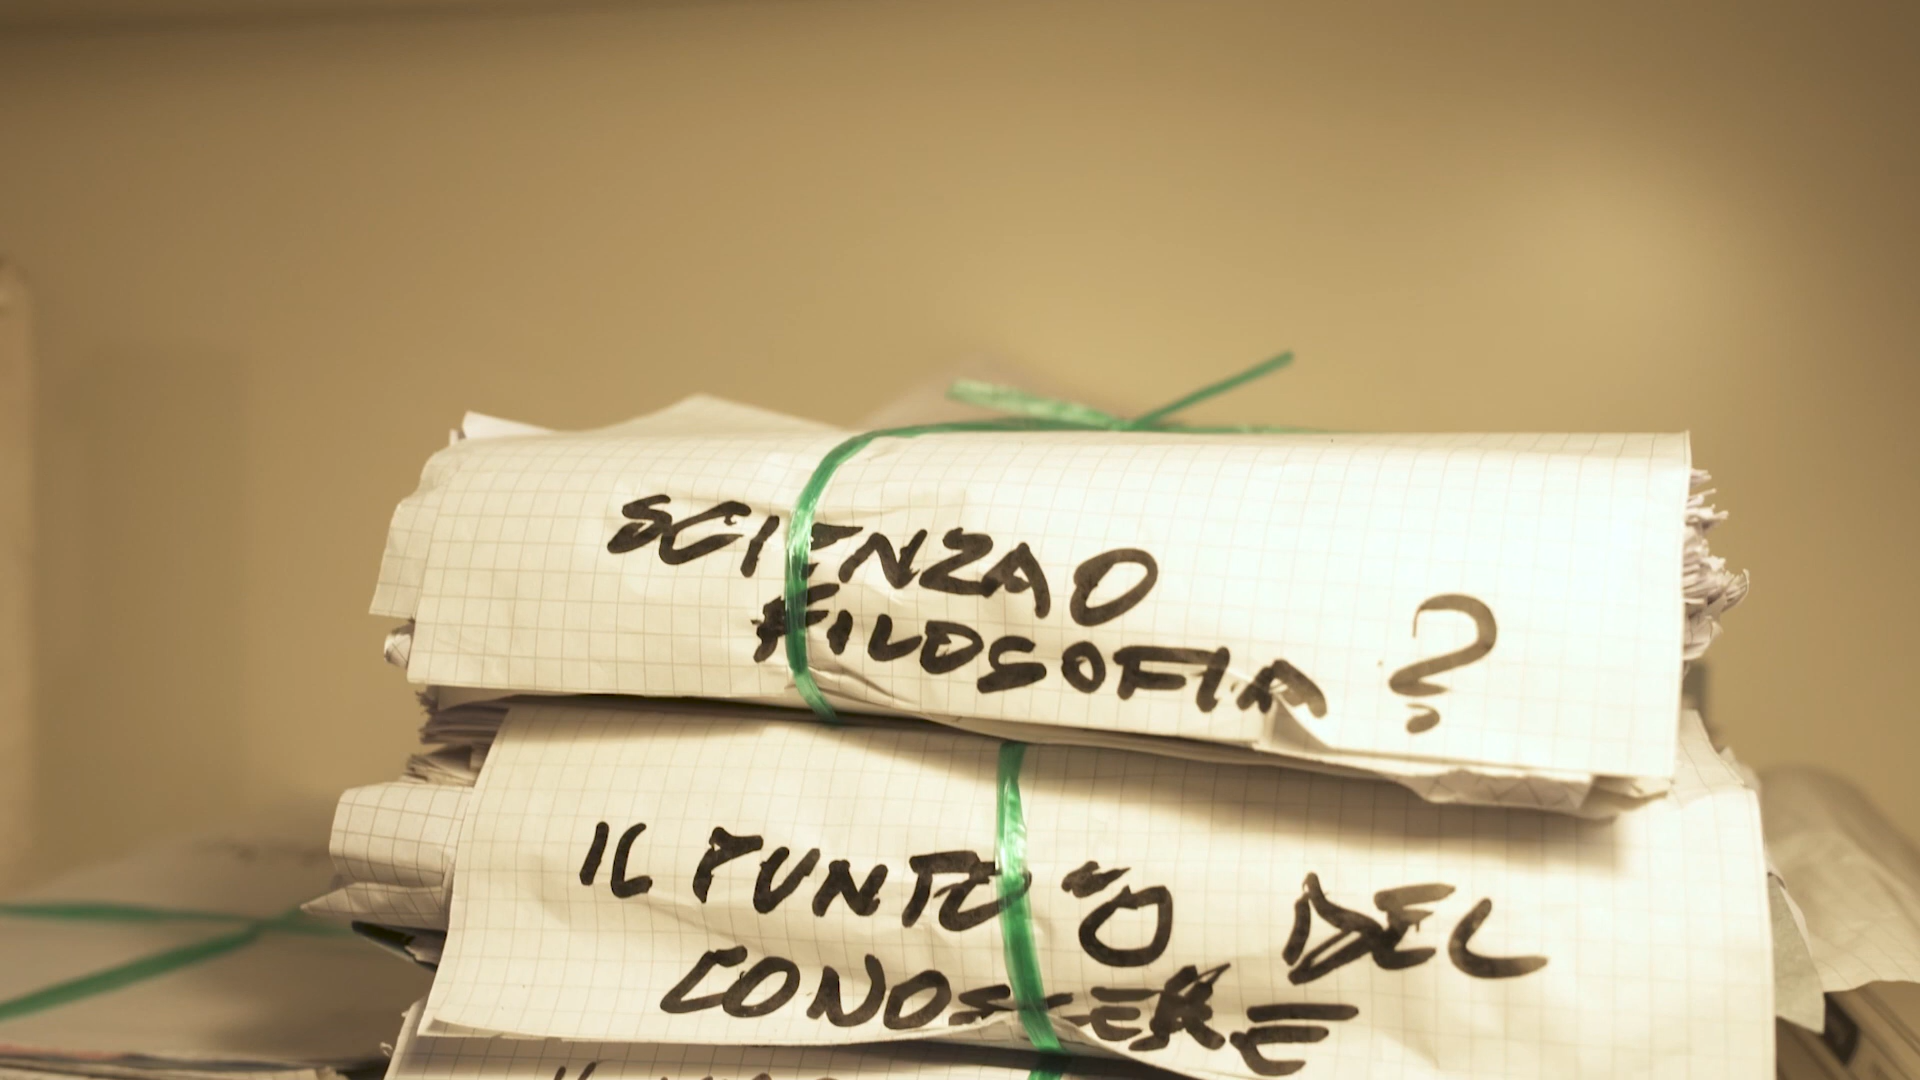 SCIENZA O
FILOSOFIA ?
IL PUNTO "O DEL
CONOSCERE